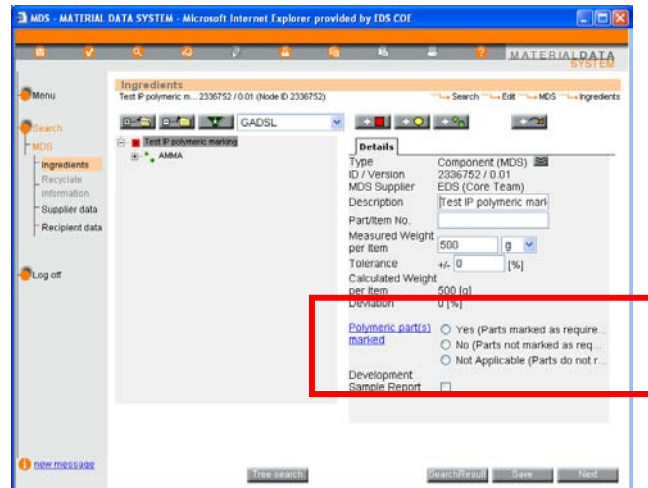 MDS - MATERIAL DATA SYSTEM - Microsoft Internet Explorer provided by EDS COE
MATERIALDATA
SYSTEM
Menu
Search
MDS
Ingredients
Recyclate
information
Supplier data
Recipient data
Log off
new message
Ingredients
Test IP polymeric m... 2336752 / 0.01 (Node ID 2336752)
Search Edit MDS Ingredients
GADSL
Test IP polymeric marking
AMMA
Details
Type Component (MDS)
ID / Version 2336752 / 0.01
MDS Supplier EDS (Core Team)
Description Test IP polymeric mark
Part/Item No.
Measured Weight
per Item 500 g
Tolerance +/- 0 [%]
Calculated Weight
per Item 500 [g]
Deviation 0 [%]
Polymeric part(s) Yes (Parts marked as require...
marked No (Parts not marked as req...
Not Applicable (Parts do not r...
Development
Sample Report
Tree search SearchResult Save Next